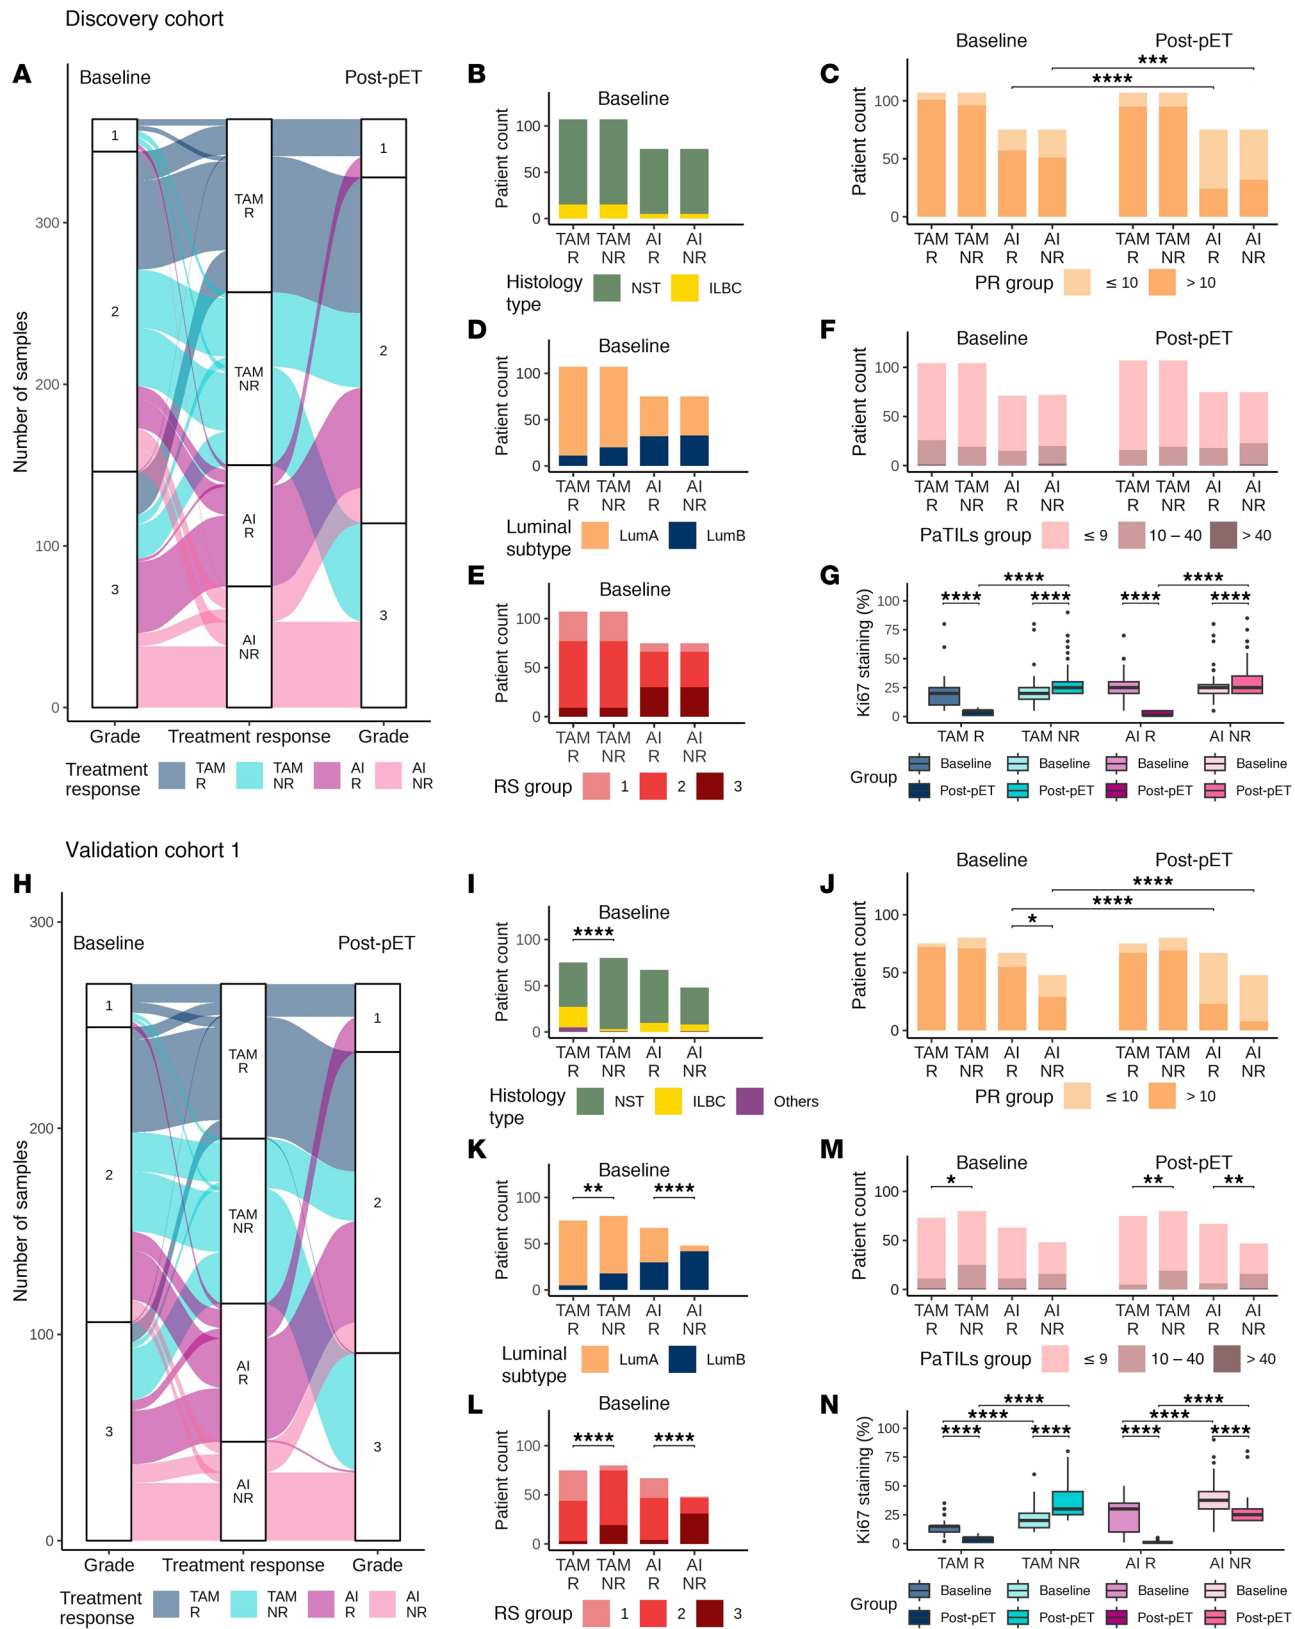 Discovery cohort
A
Baseline
Post-pET
Number of samples
300
200
100
0
1
2
3
TAM
R
TAM
NR
AI
R
AI
NR
1
2
3
Grade
Treatment response
Grade
Treatment
response
TAM
R
TAM
NR
AI
R
AI
NR
B
Baseline
Patient count
100
50
0
TAM TAM AI AI
R NR R NR
Histology
type
NST ILBC
C
Baseline
Post-pET
***
****
Patient count
100
50
0
TAM TAM AI AI TAM TAM AI AI
R NR R NR R NR R NR
PR group ≤ 10 > 10
D
Baseline
Patient count
100
50
0
TAM TAM AI AI
R NR R NR
Luminal
subtype
LumA LumB
E
Baseline
Patient count
100
50
0
TAM TAM AI AI
R NR R NR
RS group 1 2 3
F
Baseline
Post-pET
Patient count
100
50
0
TAM TAM AI AI TAM TAM AI AI
R NR R NR R NR R NR
PaTILs group ≤ 9 10 – 40 > 40
G
Ki67 staining (%)
100
75
50
25
0
**** ****
**** **** **** ****
TAM R TAM NR AI R AI NR
Group
Baseline Baseline Baseline Baseline
Post-pET Post-pET Post-pET Post-pET
Validation cohort 1
H
Baseline
Post-pET
Number of samples
300
200
100
0
1
2
3
TAM
R
TAM
NR
AI
R
AI
NR
1
2
3
Grade
Treatment response
Grade
Treatment
response
TAM
R
TAM
NR
AI
R
AI
NR
I
Baseline
****
Patient count
100
50
0
TAM TAM AI AI
R NR R NR
Histology
type
NST ILBC Others
J
Baseline
Post-pET
****
****
*
Patient count
100
50
0
TAM TAM AI AI TAM TAM AI AI
R NR R NR R NR R NR
PR group ≤ 10 > 10
K
Baseline
** ****
Patient count
100
50
0
TAM TAM AI AI
R NR R NR
Luminal
subtype
LumA LumB
L
Baseline
**** ****
Patient count
100
50
0
TAM TAM AI AI
R NR R NR
RS group 1 2 3
M
Baseline
Post-pET
* ** **
Patient count
100
50
0
TAM TAM AI AI TAM TAM AI AI
R NR R NR R NR R NR
PaTILs group ≤ 9 10 – 40 > 40
N
Ki67 staining (%)
100
75
50
25
0
**** ****
**** ****
**** **** **** ****
TAM R TAM NR AI R AI NR
Group
Baseline Baseline Baseline Baseline
Post-pET Post-pET Post-pET Post-pET